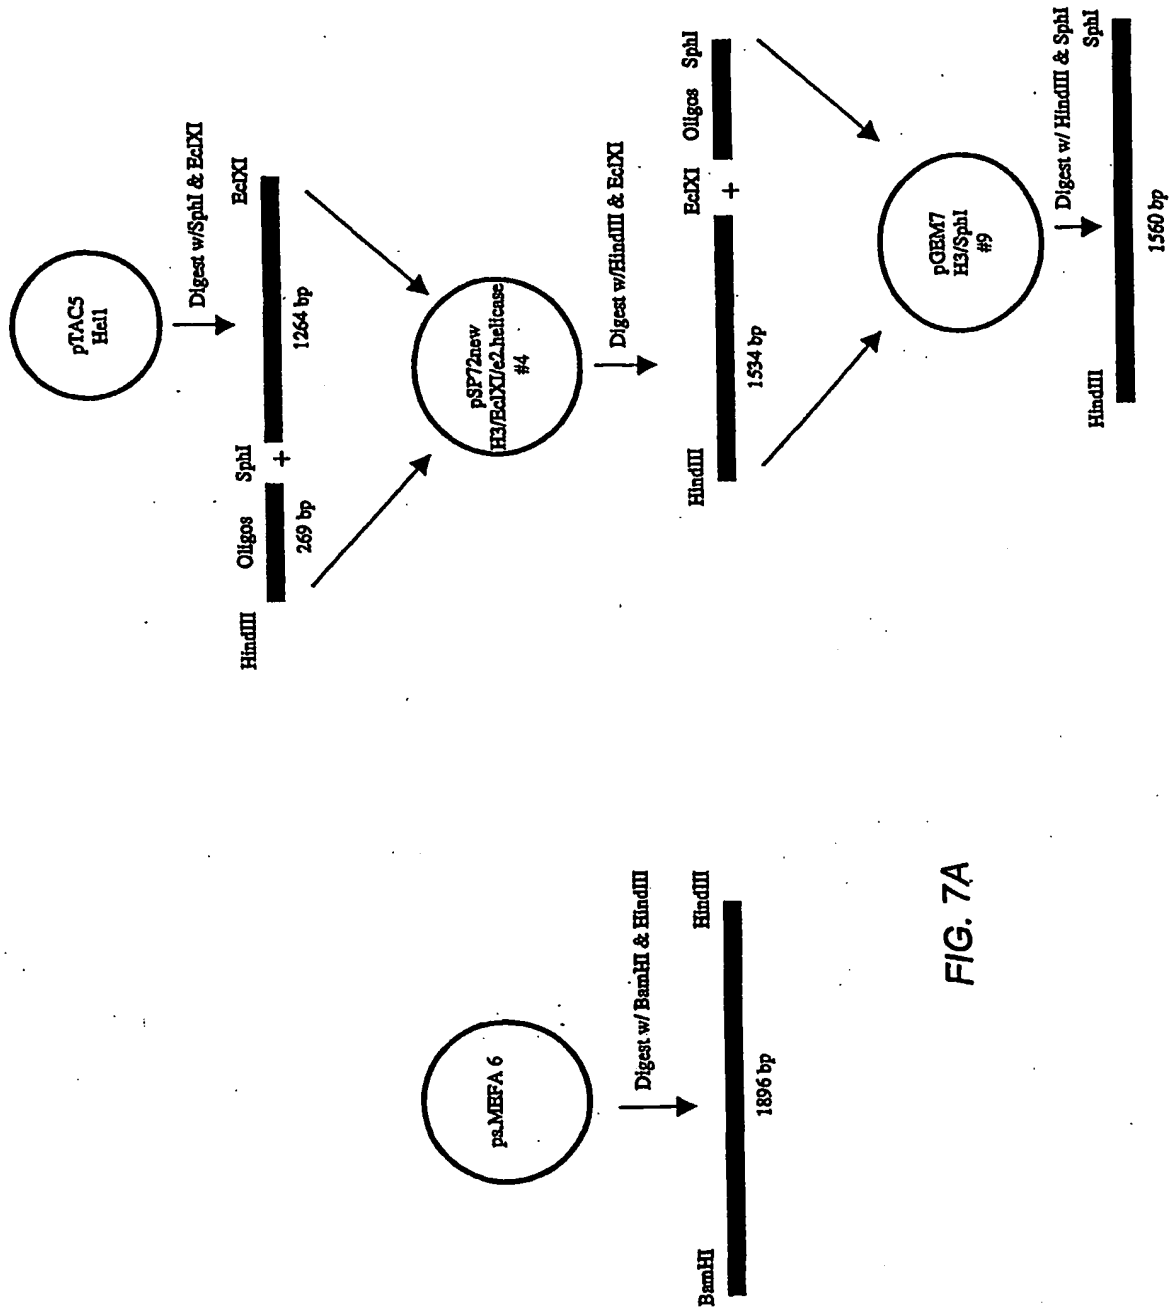 pTAC5
Hel1
Digest w/SphI & EclXI
HindIII Oligos SphI EclXI
269 bp + 1264 bp
pSP72new
H3/EclXI/e2.helicase
#4
Digest w/HindIII & EclXI
HindIII EclXI Oligos SphI
1534 bp +
pGEM7
H3/SphI
#9
Digest w/ HindIII & SphI
HindIII SphI
1560 bp
ps.MEFA 6
Digest w/ BamHI & HindIII
BamHI HindIII
1896 bp
FIG. 7A